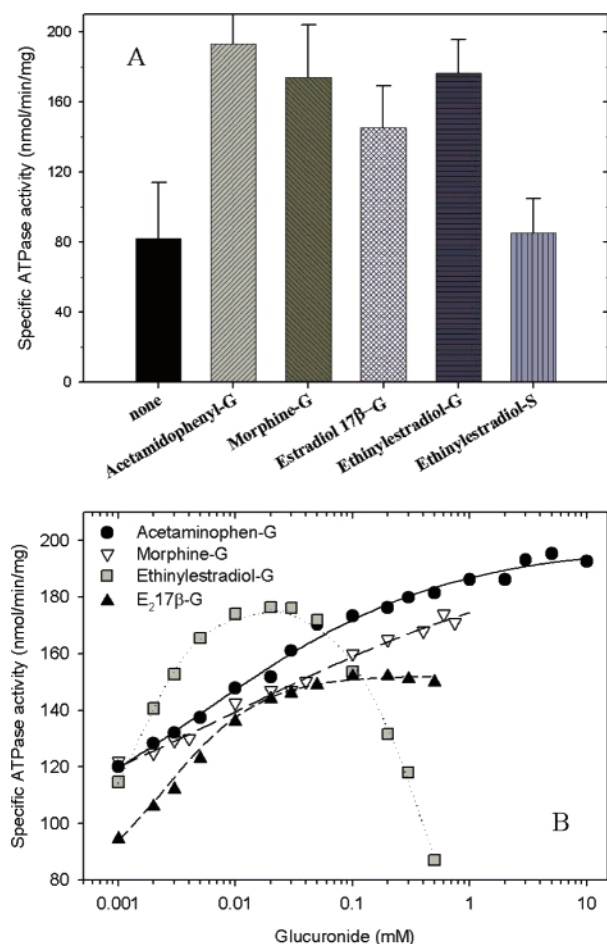 A
Specific ATPase activity (nmol/min/mg)
200
160
120
80
40
0
none
Acetamidophenyl-G
Morphine-G
Estradiol 17β-G
Ethinylestradiol-G
Ethinylestradiol-S
Acetaminophen-G
Morphine-G
Ethinylestradiol-G
E₂17β-G
B
Specific ATPase activity (nmol/min/mg)
200
180
160
140
120
100
80
0.001
0.01
0.1
1
10
Glucuronide (mM)